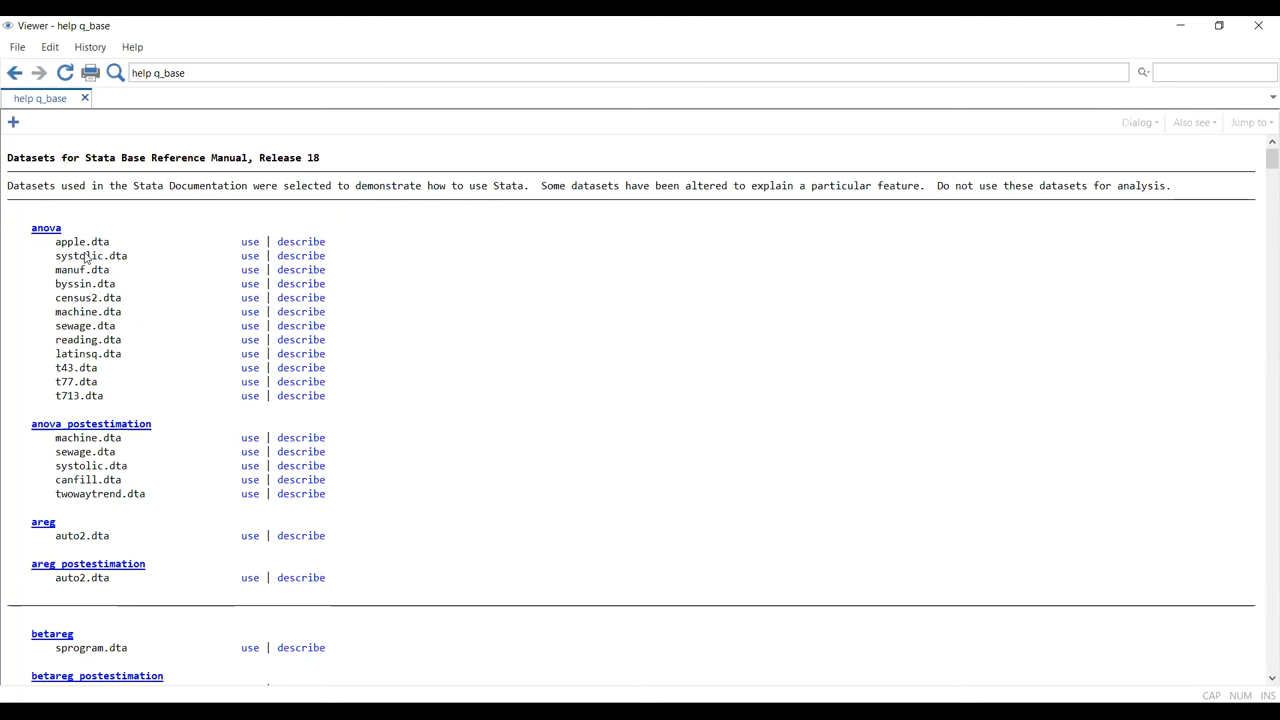 Viewer - help q_base
File Edit History Help
help q_base
help q_base
Dialog Also see Jump to
Datasets for Stata Base Reference Manual, Release 18
Datasets used in the Stata Documentation were selected to demonstrate how to use Stata. Some datasets have been altered to explain a particular feature. Do not use these datasets for analysis.
anova
apple.dta use | describe
systolic.dta use | describe
manuf.dta use | describe
byssin.dta use | describe
census2.dta use | describe
machine.dta use | describe
sewage.dta use | describe
reading.dta use | describe
latinsq.dta use | describe
t43.dta use | describe
t77.dta use | describe
t713.dta use | describe
anova postestimation
machine.dta use | describe
sewage.dta use | describe
systolic.dta use | describe
canfill.dta use | describe
twowaytrend.dta use | describe
areg
auto2.dta use | describe
areg postestimation
auto2.dta use | describe
betareg
sprogram.dta use | describe
betareg postestimation
CAP NUM INS